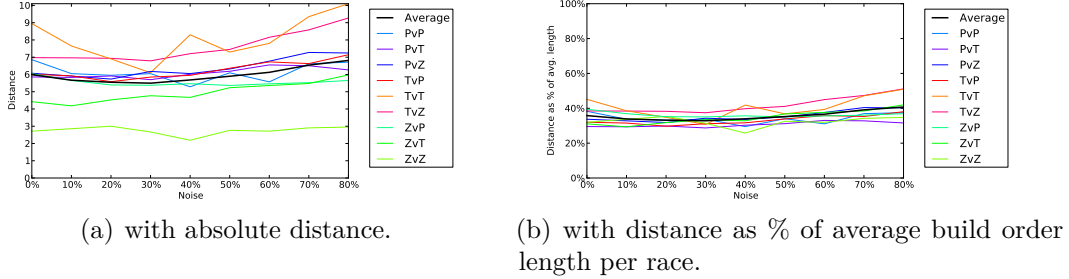 10
9
8
7
6
5
4
3
2
1
0
Distance
0% 10% 20% 30% 40% 50% 60% 70% 80%
Noise
Average
PvP
PvT
PvZ
TvP
TvT
TvZ
ZvP
ZvT
ZvZ
(a) with absolute distance.
100%
80%
60%
40%
20%
0%
Distance as % of avg. length
0% 10% 20% 30% 40% 50% 60% 70% 80%
Noise
Average
PvP
PvT
PvZ
TvP
TvT
TvZ
ZvP
ZvT
ZvZ
(b) with distance as % of average build order
length per race.